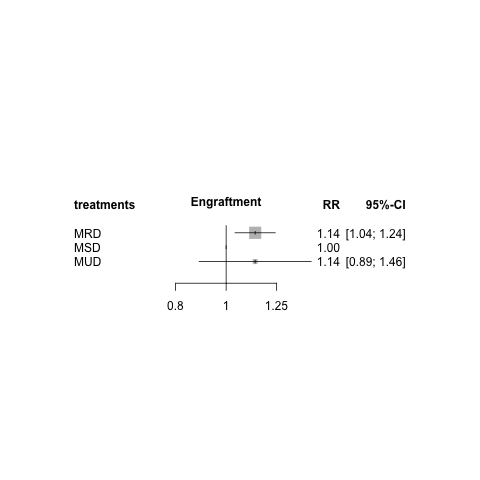 treatments Engraftment RR 95%-CI
MRD 1.14 [1.04; 1.24]
MSD 1.00
MUD 1.14 [0.89; 1.46]
0.8 1 1.25